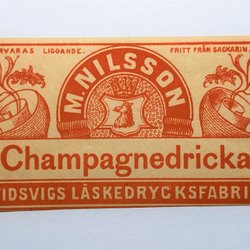 RVARAS LIGGANDE. FRITT FRÅN SACKARIN.
M. NILSSON
Champagnedricka
IDSVIGS LÄSKEDRYCKSFABRI